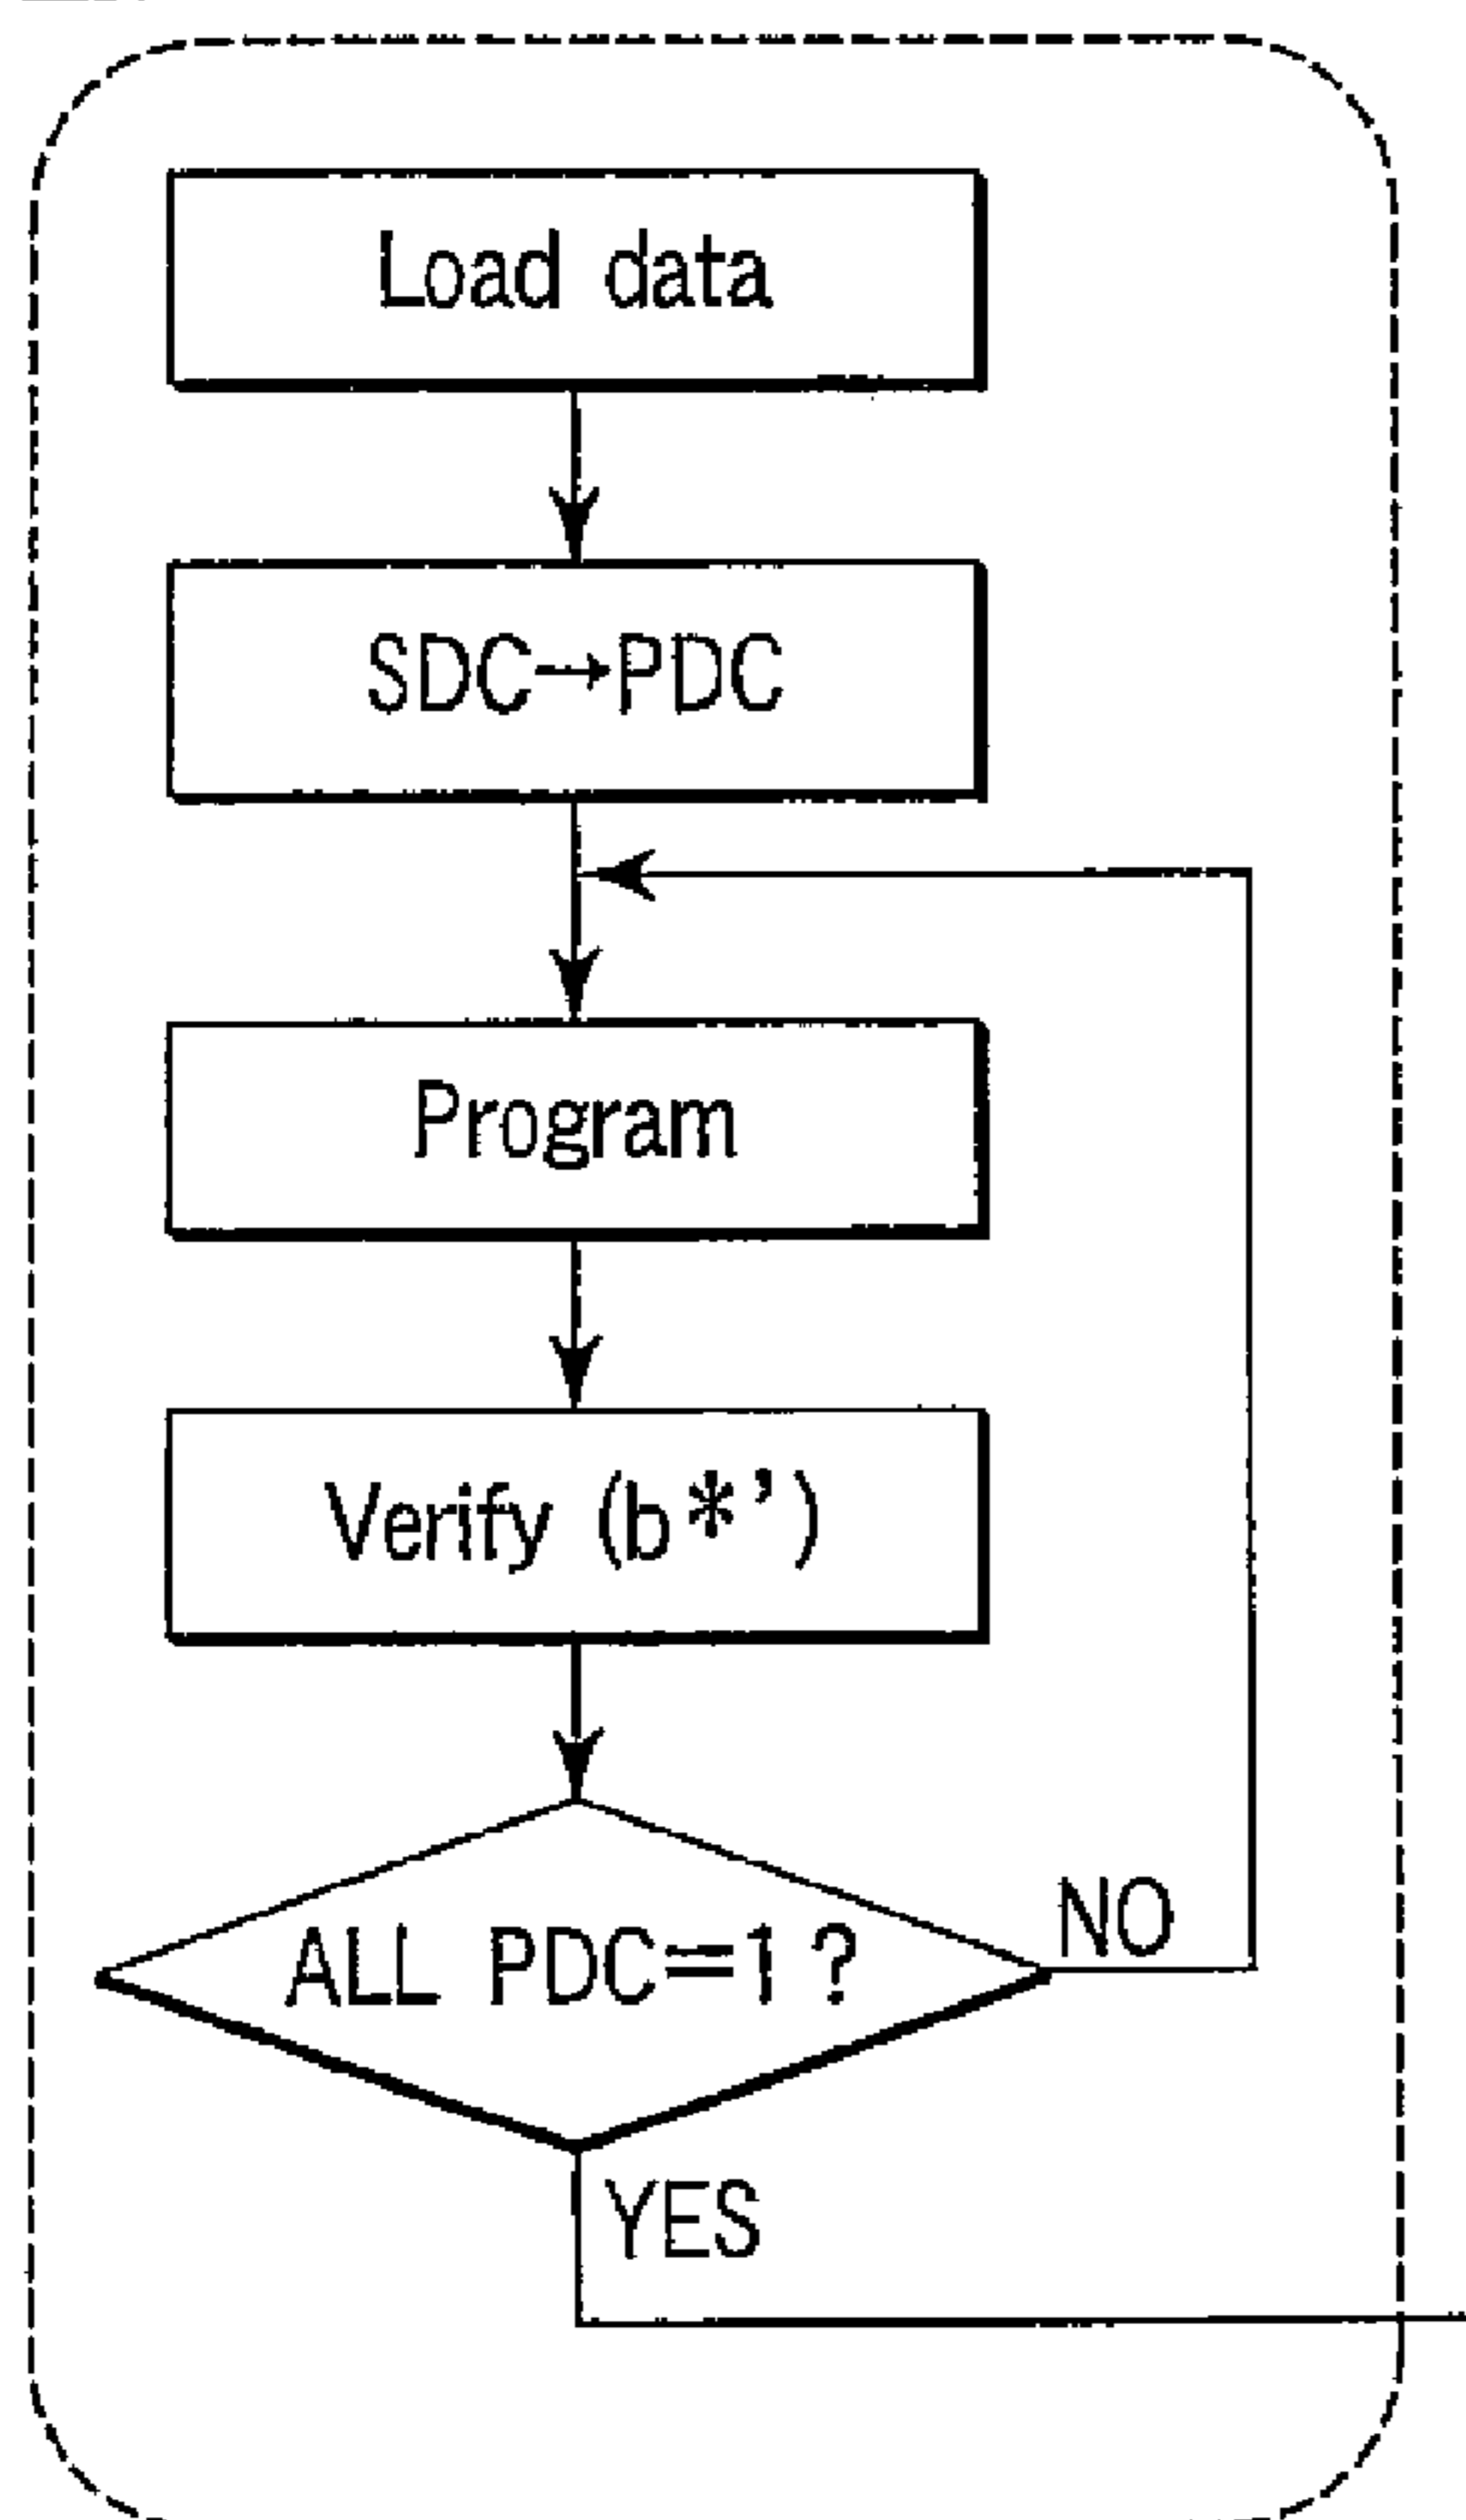 Load data
SDC→PDC
Program
Verify (b*’)
ALL PDC=1?
NO
YES